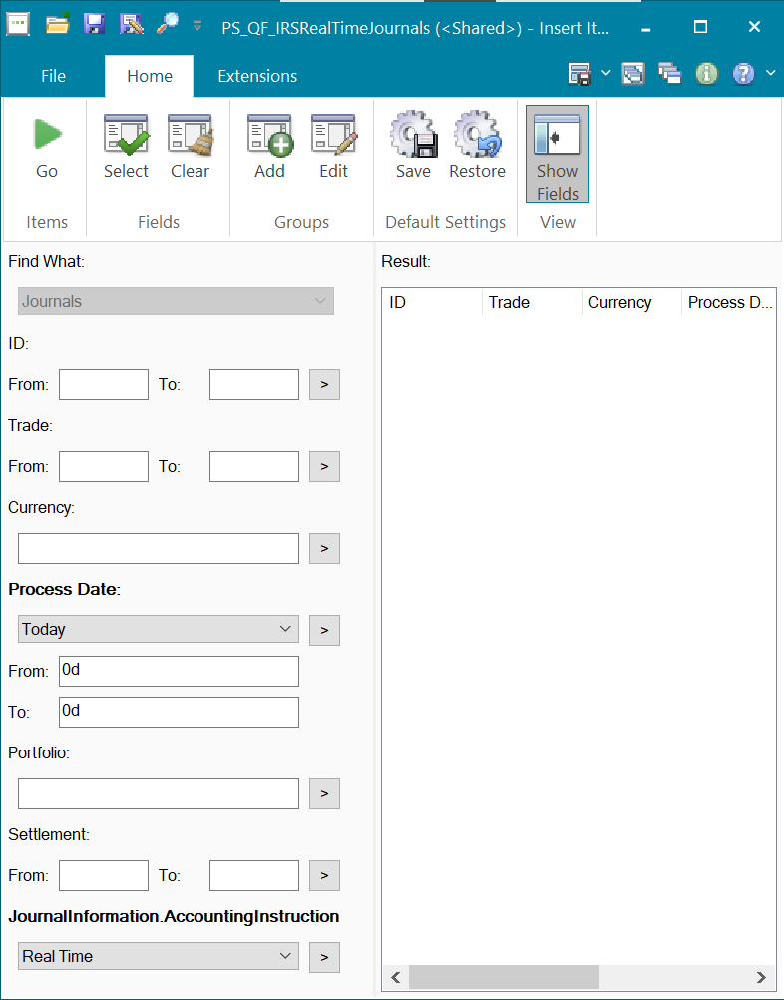 PS_QF_IRSRealTimeJournals (<Shared>) - Insert It...
File Home Extensions
Go Select Clear Add Edit Save Restore Show Fields
Items Fields Groups Default Settings View
Find What:
Journals
ID:
From: To: >
Trade:
From: To: >
Currency:
>
Process Date:
Today >
From: 0d
To: 0d
Portfolio:
>
Settlement:
From: To: >
JournalInformation.AccountingInstruction
Real Time >
Result:
ID Trade Currency Process D...